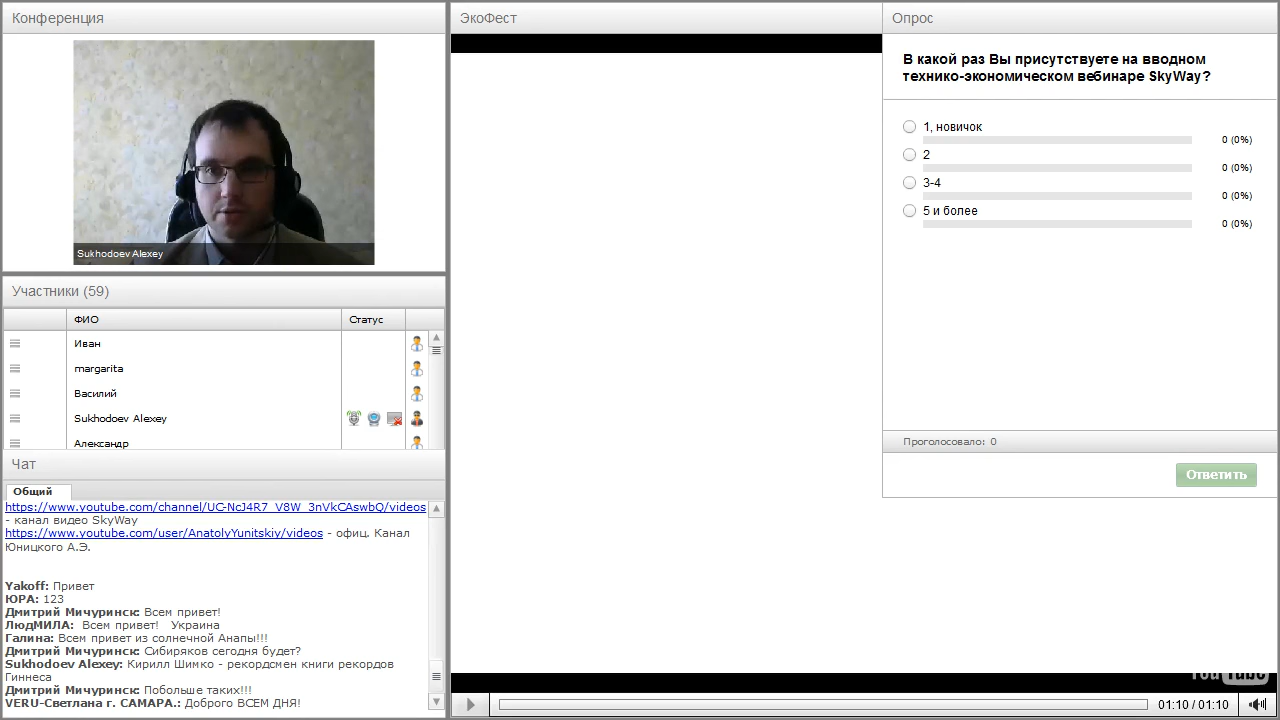 Конференция
Sukhodoev Alexey
Участники (59)
ФИО
Статус
Иван
margarita
Василий
Sukhodoev Alexey
Александр
Чат
Общий
https://www.youtube.com/channel/UC-NcJ4R7_V8W_3nVkCAswbQ/videos
- канал видео SkyWay
https://www.youtube.com/user/AnatolyYunitskiy/videos - офиц. Канал
Юницкого А.Э.
Yakoff: Привет
ЮРА: 123
Дмитрий Мичуринск: Всем привет!
ЛюдМИЛА: Всем привет! Украина
Галина: Всем привет из солнечной Анапы!!!
Дмитрий Мичуринск: Сибиряков сегодня будет?
Sukhodoev Alexey: Кирилл Шимко - рекордсмен книги рекордов
Гиннеса
Дмитрий Мичуринск: Побольше таких!!!
VERU-Светлана г. САМАРА.: Доброго ВСЕМ ДНЯ!
ЭкоФест
YouTube
01:10 / 01:10
Опрос
В какой раз Вы присутствуете на вводном
технико-экономическом вебинаре SkyWay?
1, новичок
0 (0%)
2
0 (0%)
3-4
0 (0%)
5 и более
0 (0%)
Проголосовало: 0
Ответить